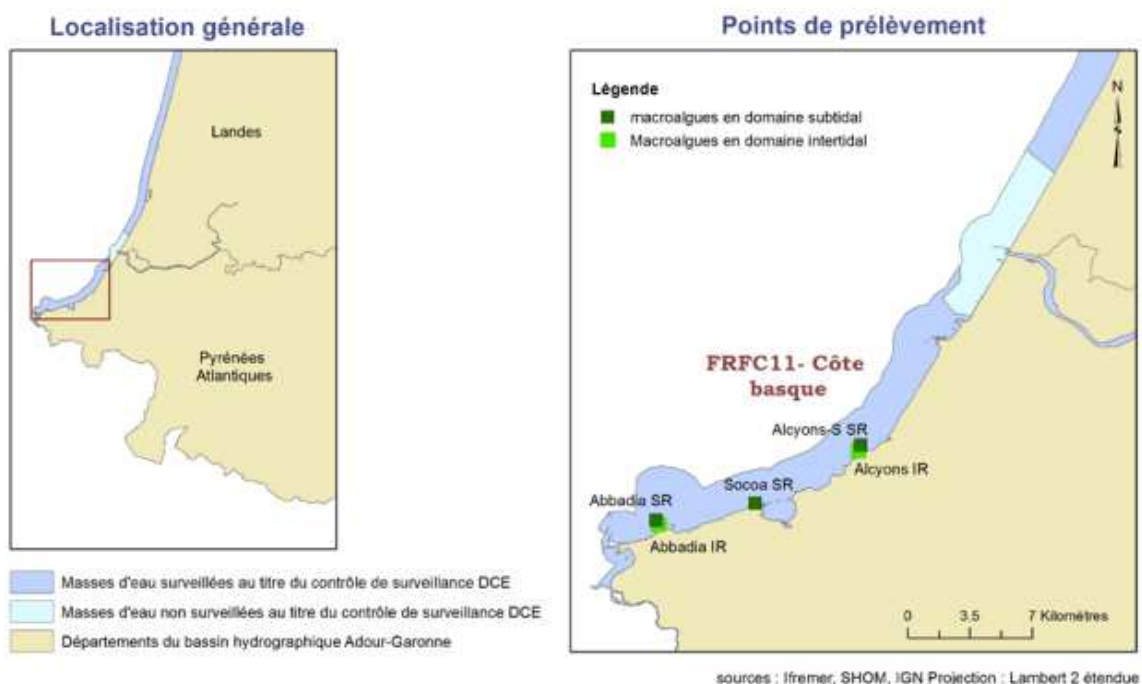 Localisation générale
Landes
Pyrénées
Atlantiques
Masses d'eau surveillées au titre du contrôle de surveillance DCE
Masses d'eau non surveillées au titre du contrôle de surveillance DCE
Départements du bassin hydrographique Adour-Garonne
Points de prélèvement
Légende
macroalgues en domaine subtidal
Macroalgues en domaine intertidal
N
FRFC11- Côte
basque
Alcyons-S SR
Alcyons IR
Socoa SR
Abbadia SR
Abbadia IR
0 3.5 7 Kilomètres
sources : Ifremer, SHOM, IGN Projection : Lambert 2 étendue